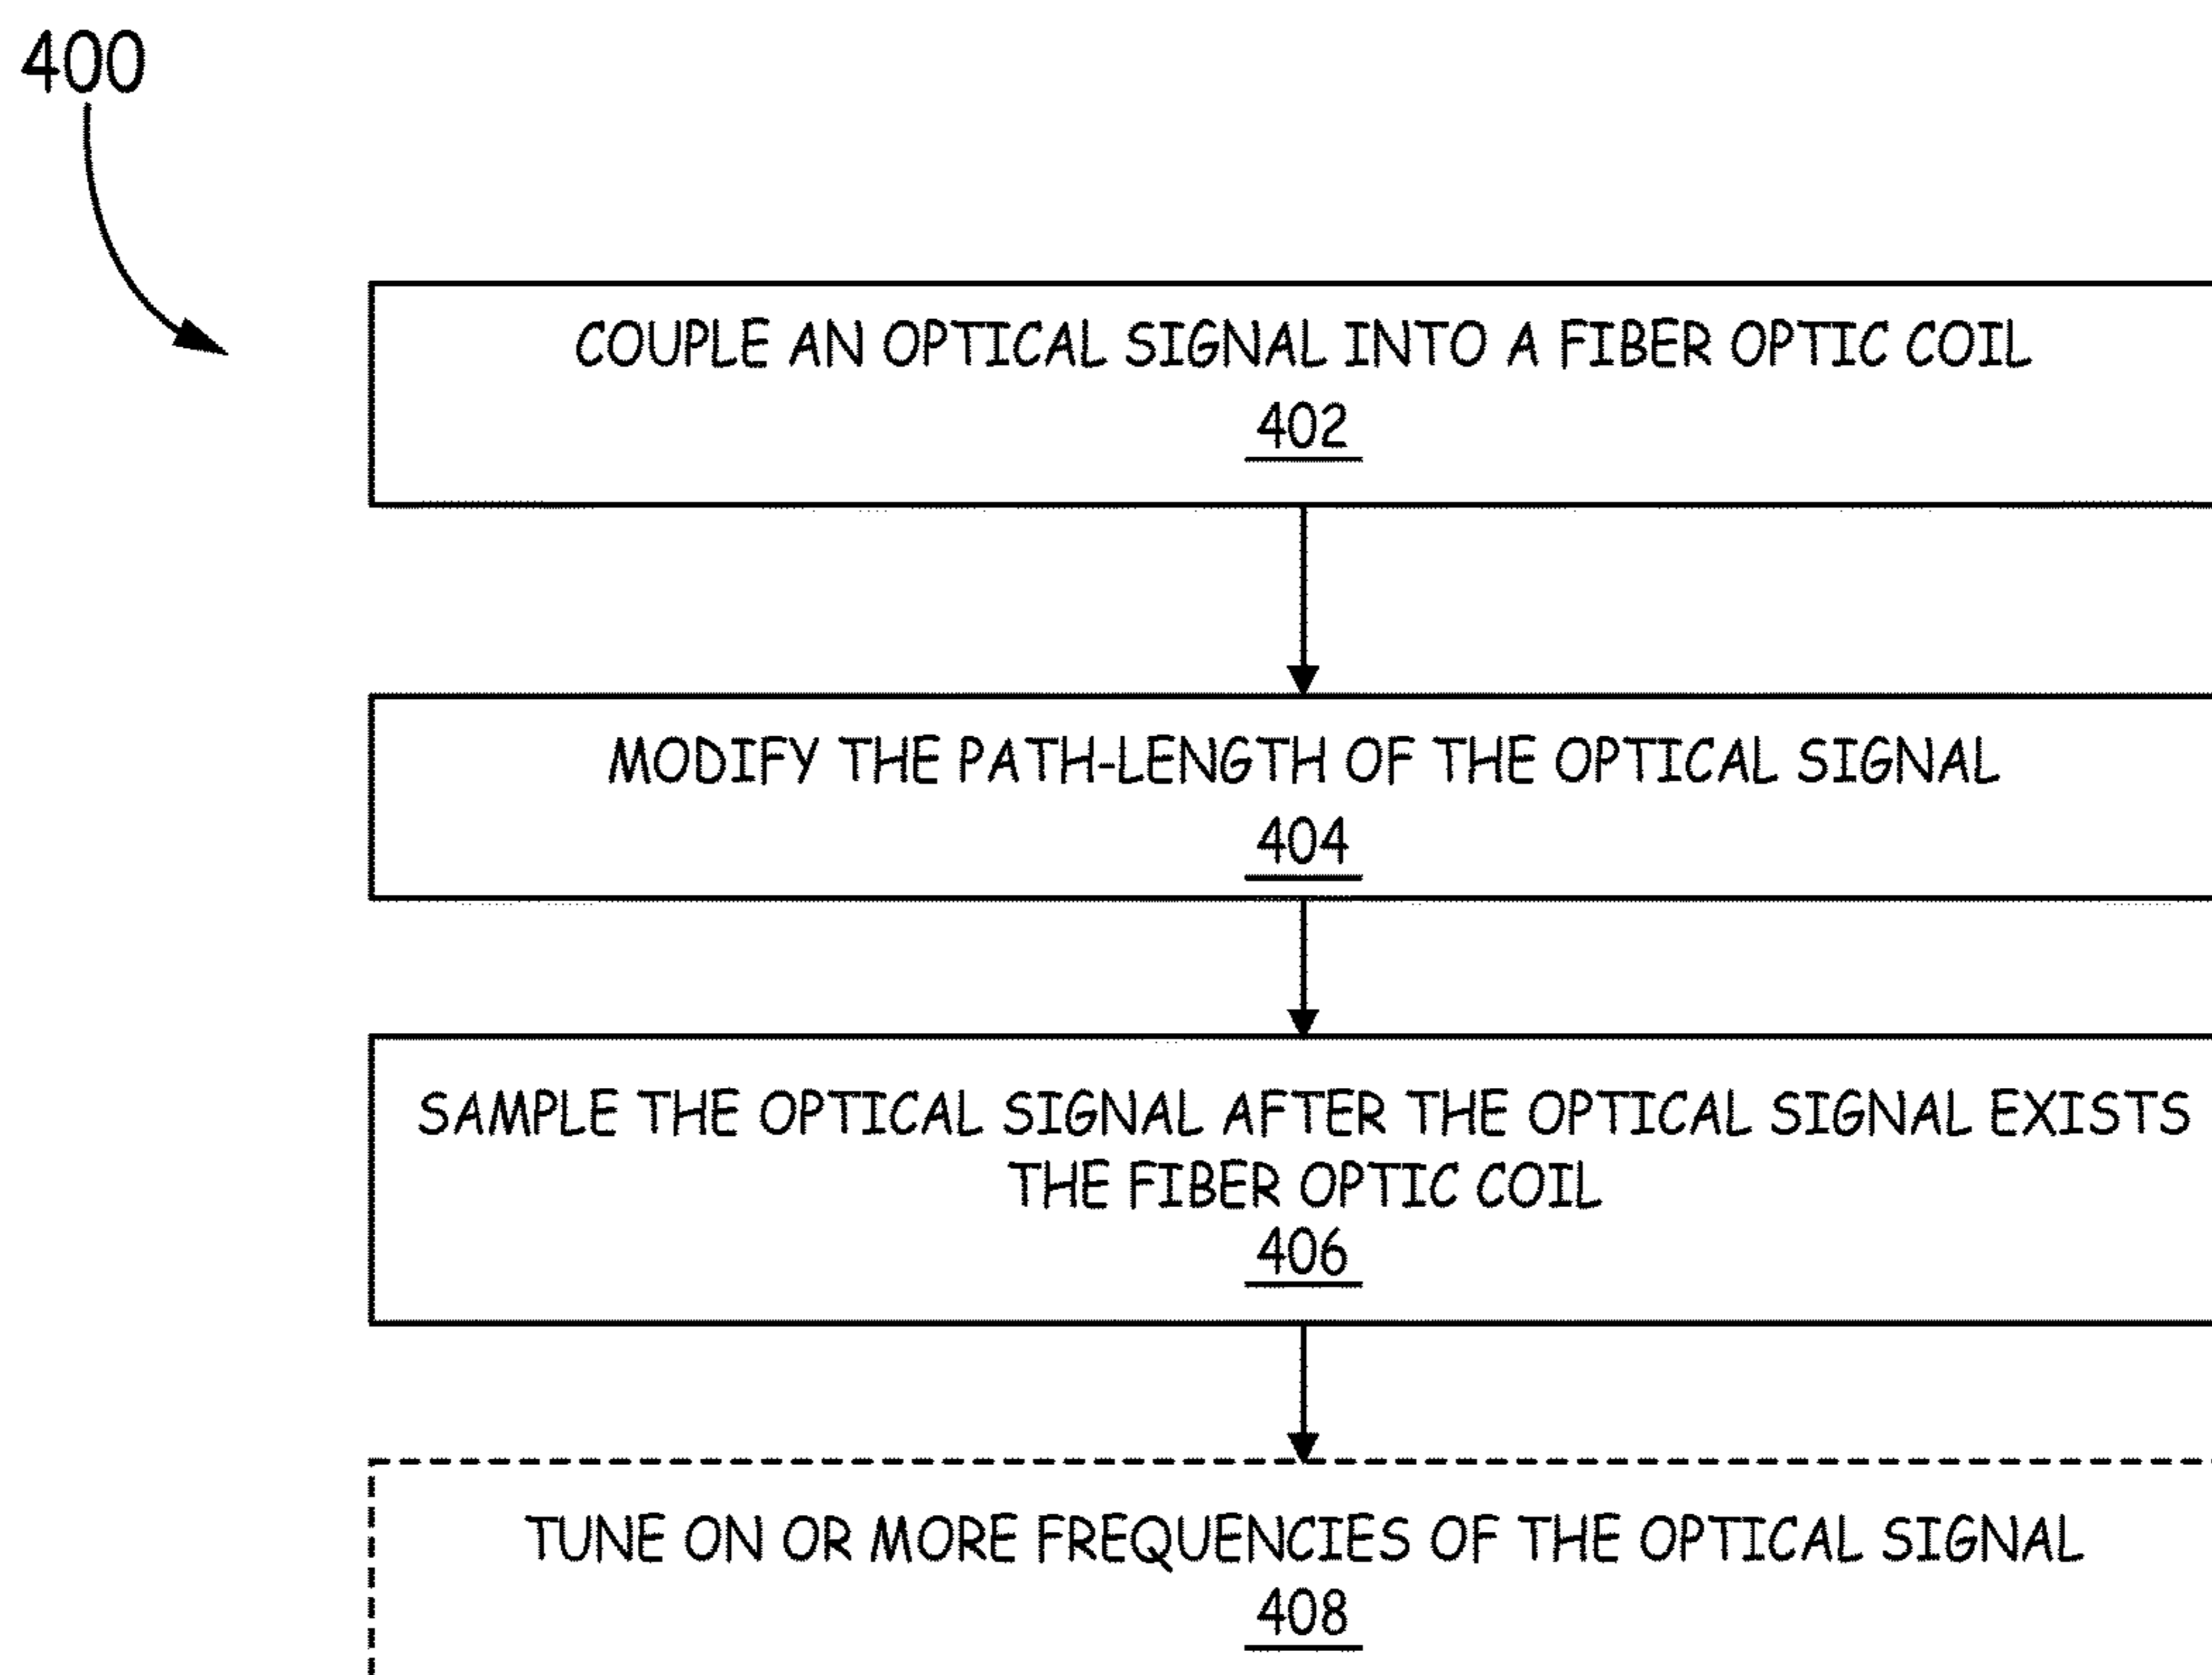 400
COUPLE AN OPTICAL SIGNAL INTO A FIBER OPTIC COIL
402
MODIFY THE PATH-LENGTH OF THE OPTICAL SIGNAL
404
SAMPLE THE OPTICAL SIGNAL AFTER THE OPTICAL SIGNAL EXISTS
THE FIBER OPTIC COIL
406
TUNE ON OR MORE FREQUENCIES OF THE OPTICAL SIGNAL
408